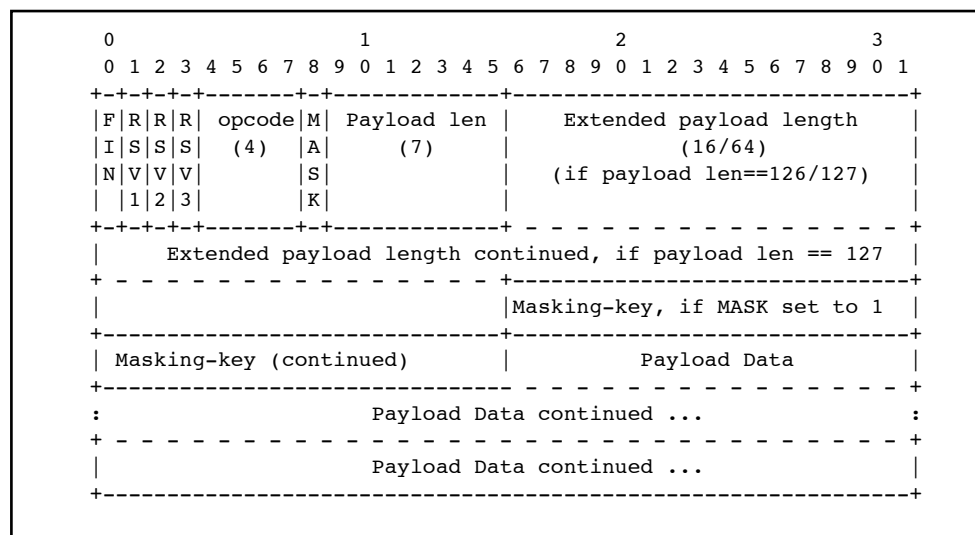 0                   1                   2                   3
0 1 2 3 4 5 6 7 8 9 0 1 2 3 4 5 6 7 8 9 0 1 2 3 4 5 6 7 8 9 0 1
+-+-+-+-+-------+-+-------------+-------------------------------+
|F|R|R|R| opcode|M| Payload len |    Extended payload length    |
|I|S|S|S|  (4)  |A|     (7)     |             (16/64)           |
|N|V|V|V|       |S|             |   (if payload len==126/127)   |
| |1|2|3|       |K|             |                               |
+-+-+-+-+-------+-+-------------+ - - - - - - - - - - - - - - - +
|     Extended payload length continued, if payload len == 127  |
+ - - - - - - - - - - - - - - - +-------------------------------+
|                               |Masking-key, if MASK set to 1  |
+-------------------------------+-------------------------------+
| Masking-key (continued)       |          Payload Data         |
+-------------------------------- - - - - - - - - - - - - - - - +
:                     Payload Data continued ...                :
+ - - - - - - - - - - - - - - - - - - - - - - - - - - - - - - - +
|                     Payload Data continued ...                |
+---------------------------------------------------------------+